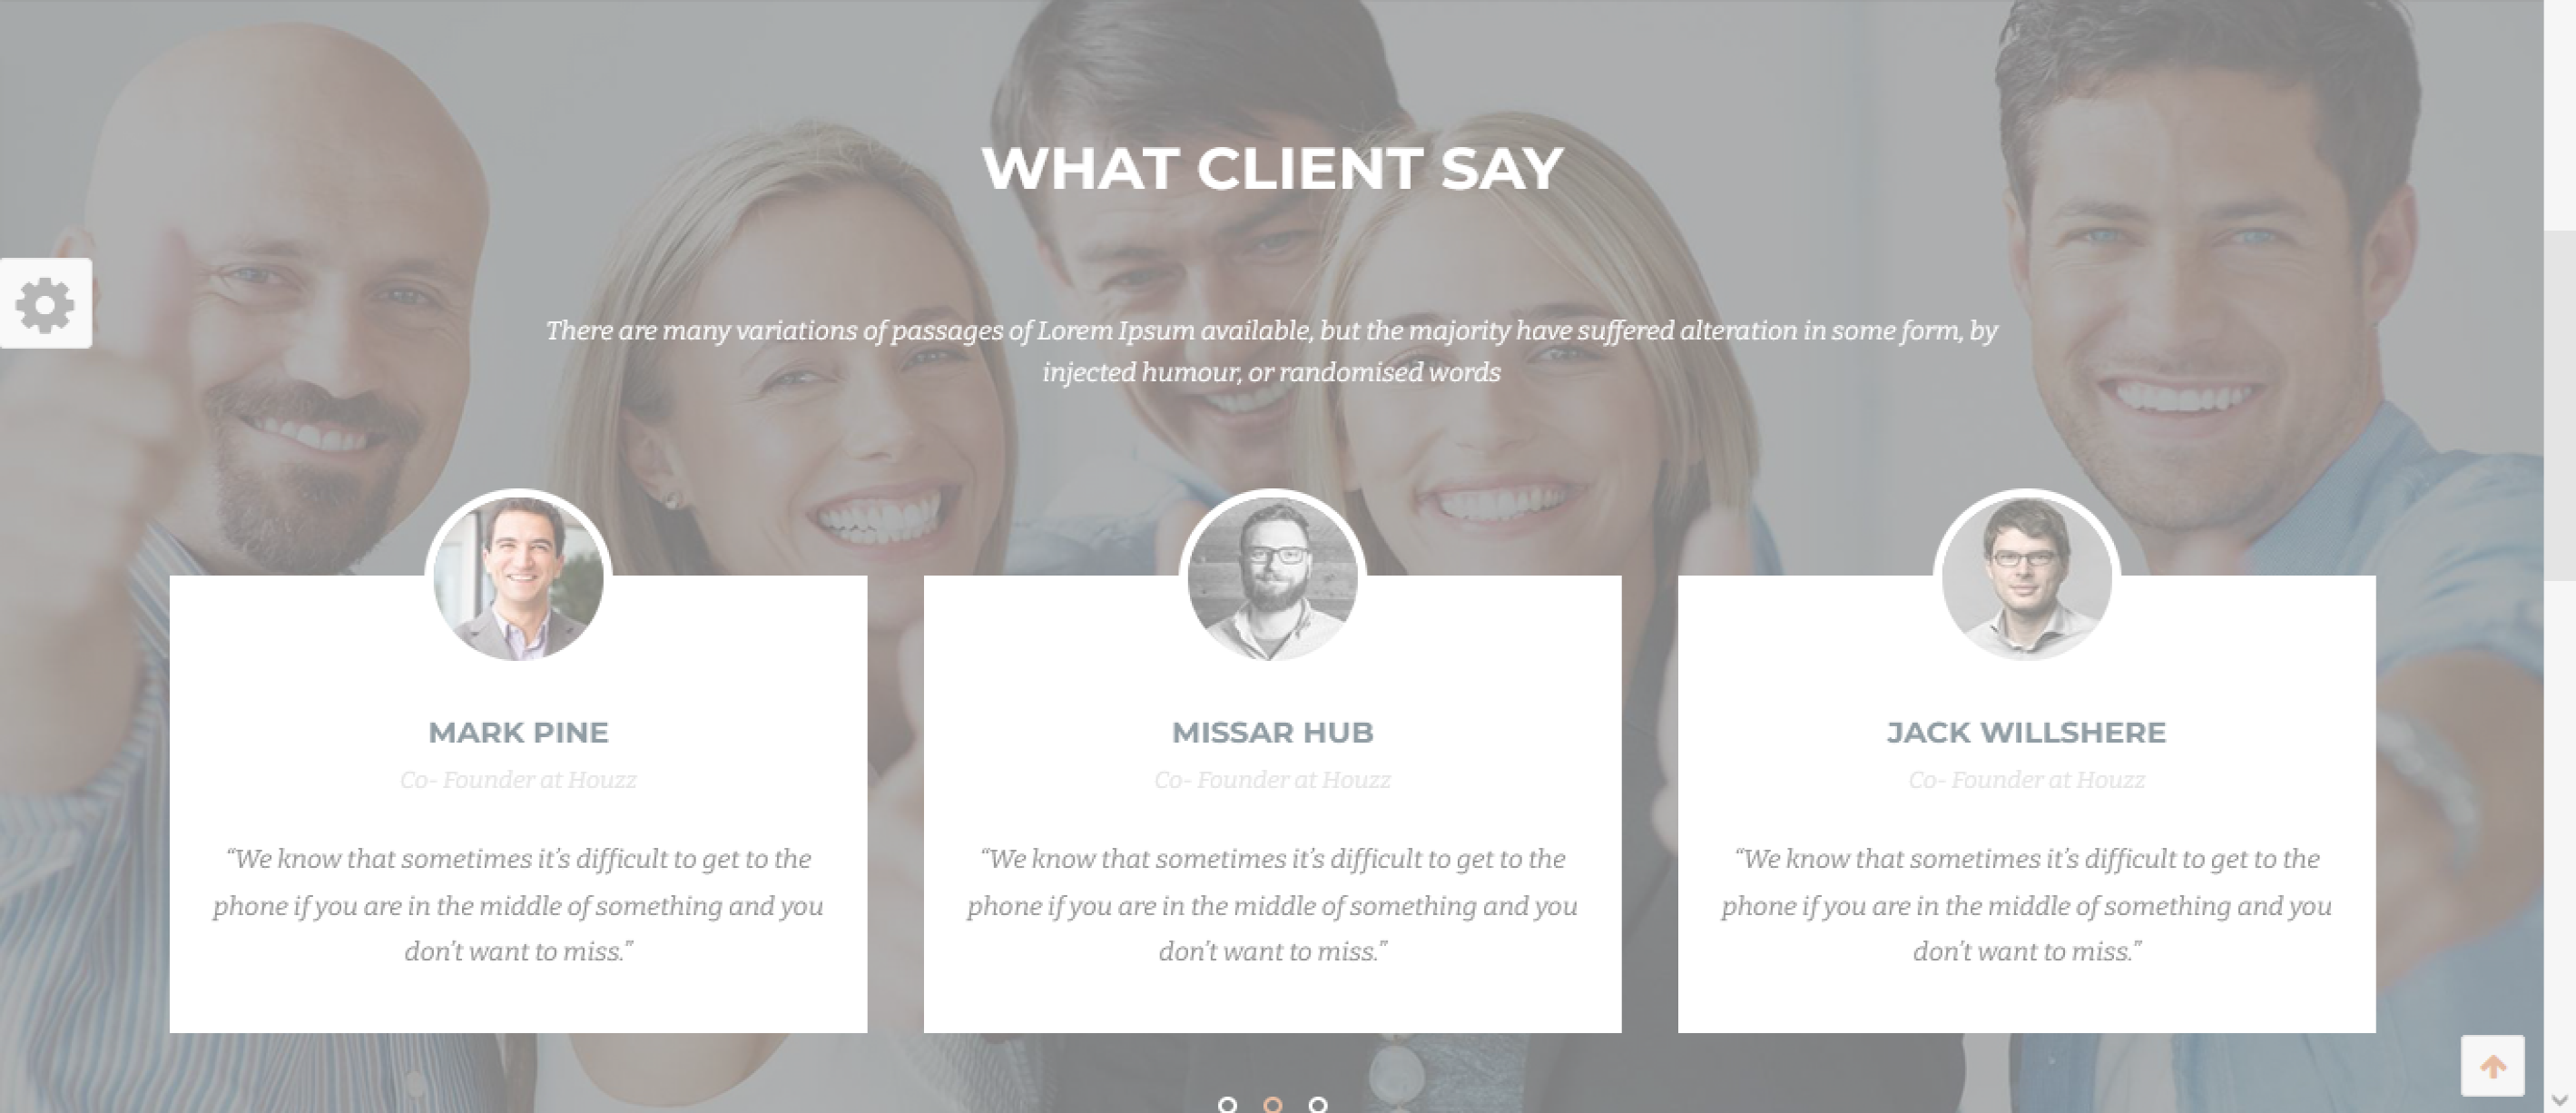 WHAT CLIENT SAY
There are many variations of passages of Lorem Ipsum available, but the majority have suffered alteration in some form, by
injected humour, or randomised words
MARK PINE
Co- Founder at Houzz
“We know that sometimes it’s difficult to get to the
phone if you are in the middle of something and you
don’t want to miss.”
MISSAR HUB
Co- Founder at Houzz
“We know that sometimes it’s difficult to get to the
phone if you are in the middle of something and you
don’t want to miss.”
JACK WILLSHERE
Co- Founder at Houzz
“We know that sometimes it’s difficult to get to the
phone if you are in the middle of something and you
don’t want to miss.”